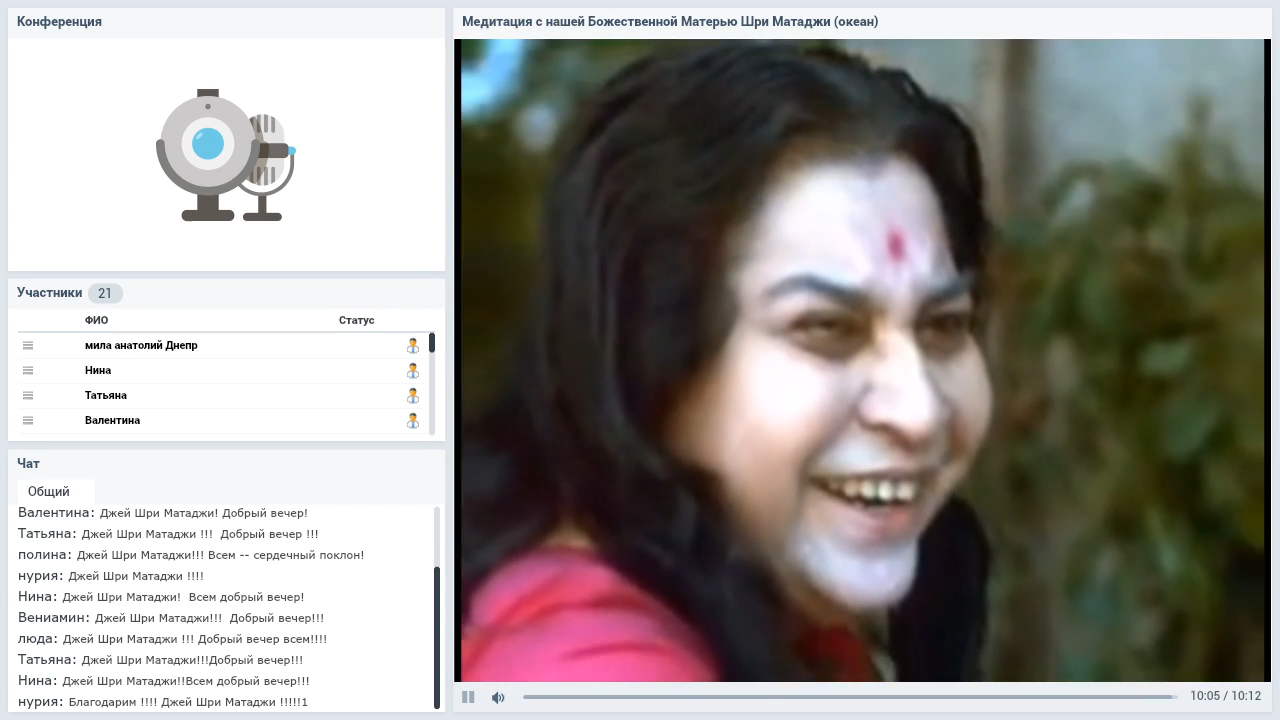 Конференция
Участники 21
ФИО Статус
мила анатолий Днепр
Нина
Татьяна
Валентина
Чат
Общий
Валентина: Джей Шри Матаджи! Добрый вечер!
Татьяна: Джей Шри Матаджи !!! Добрый вечер !!!
полина: Джей Шри Матаджи!!! Всем -- сердечный поклон!
нурия: Джей Шри Матаджи !!!!
Нина: Джей Шри Матаджи! Всем добрый вечер!
Вениамин: Джей Шри Матаджи!!! Добрый вечер!!!
люда: Джей Шри Матаджи !!! Добрый вечер всем!!!!
Татьяна: Джей Шри Матаджи!!!Добрый вечер!!!
Нина: Джей Шри Матаджи!!Всем добрый вечер!!!
нурия: Благодарим !!!! Джей Шри Матаджи !!!!!1
Медитация с нашей Божественной Матерью Шри Матаджи (океан)
10:05 / 10:12